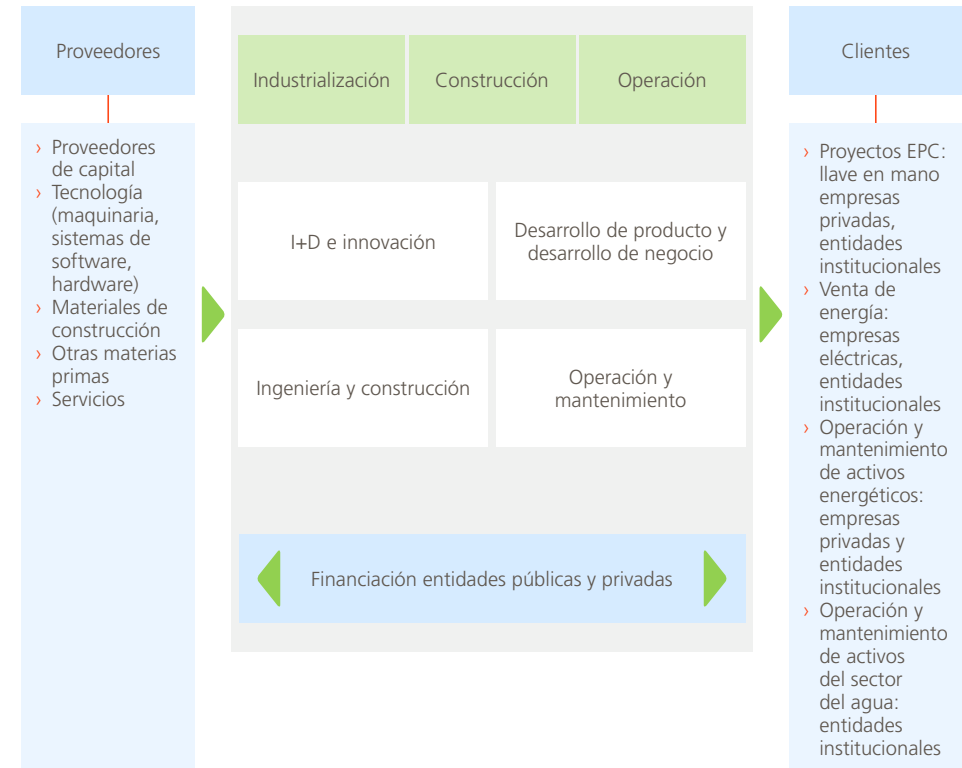 Proveedores
› Proveedores
de capital
› Tecnología
(maquinaria,
sistemas de
software,
hardware)
› Materiales de
construcción
› Otras materias
primas
› Servicios
Industrialización
Construcción
Operación
I+D e innovación
Desarrollo de producto y
desarrollo de negocio
Ingeniería y construcción
Operación y
mantenimiento
Financiación entidades públicas y privadas
Clientes
› Proyectos EPC:
llave en mano
empresas
privadas,
entidades
institucionales
› Venta de
energía:
empresas
eléctricas,
entidades
institucionales
› Operación y
mantenimiento
de activos
energéticos:
empresas
privadas y
entidades
institucionales
› Operación y
mantenimiento
de activos
del sector
del agua:
entidades
institucionales